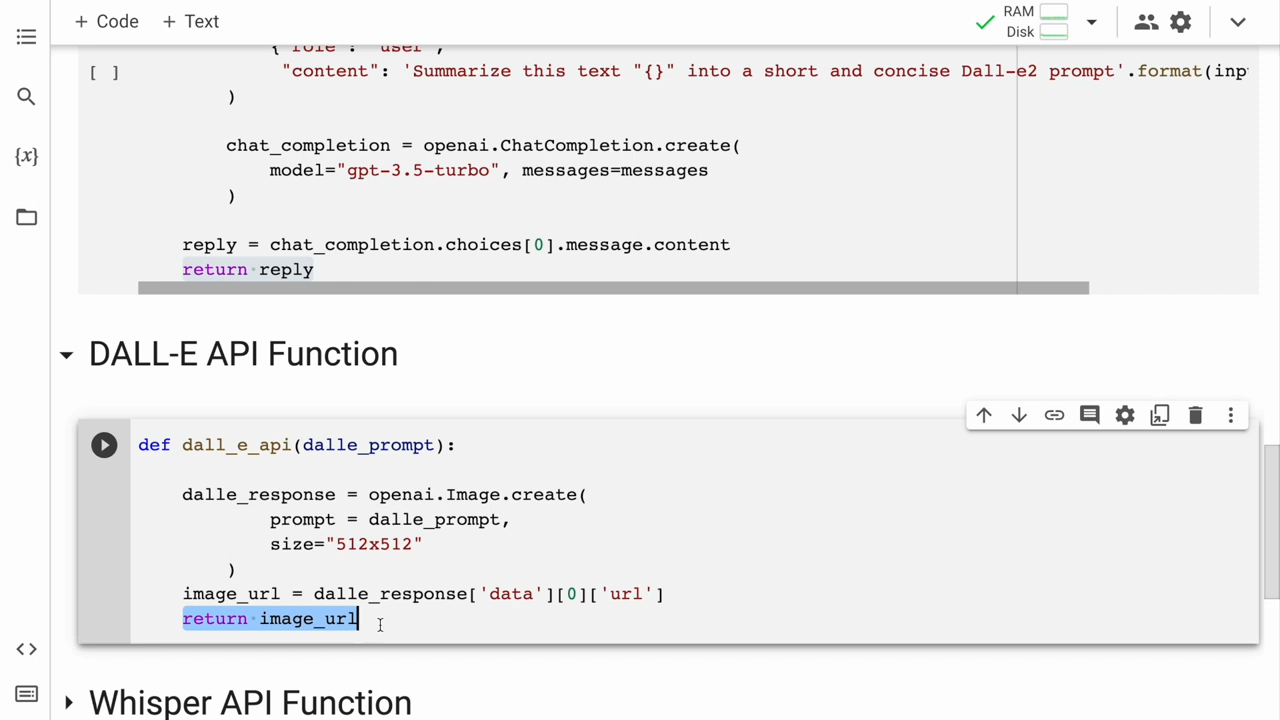 + Code + Text
RAM
Disk
{'role': 'user',
[ ] "content": 'Summarize this text "{}" into a short and concise Dall-e2 prompt'.format(inp
)
chat_completion = openai.ChatCompletion.create(
model="gpt-3.5-turbo", messages=messages
)
reply = chat_completion.choices[0].message.content
return reply
{x}
DALL-E API Function
def dall_e_api(dalle_prompt):
dalle_response = openai.Image.create(
prompt = dalle_prompt,
size="512x512"
)
image_url = dalle_response['data'][0]['url']
return image_url
Whisper API Function